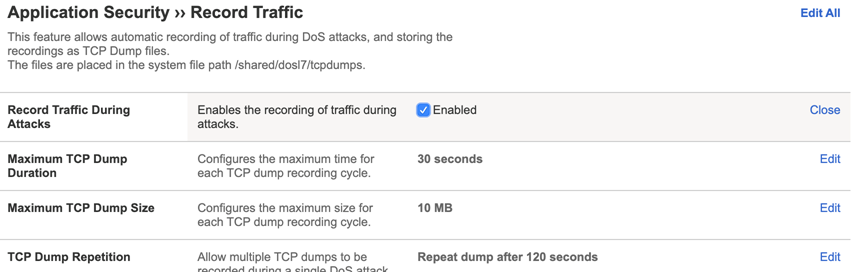 Application Security ›› Record Traffic
Edit All
This feature allows automatic recording of traffic during DoS attacks, and storing the
recordings as TCP Dump files.
The files are placed in the system file path /shared/dosl7/tcpdumps.
Record Traffic During
Attacks
Enables the recording of traffic during
attacks.
Enabled
Close
Maximum TCP Dump
Duration
Configures the maximum time for
each TCP dump recording cycle.
30 seconds
Edit
Maximum TCP Dump Size
Configures the maximum size for
each TCP dump recording cycle.
10 MB
Edit
TCP Dump Repetition
Allow multiple TCP dumps to be
recorded during a single DoS attack
Repeat dump after 120 seconds
Edit